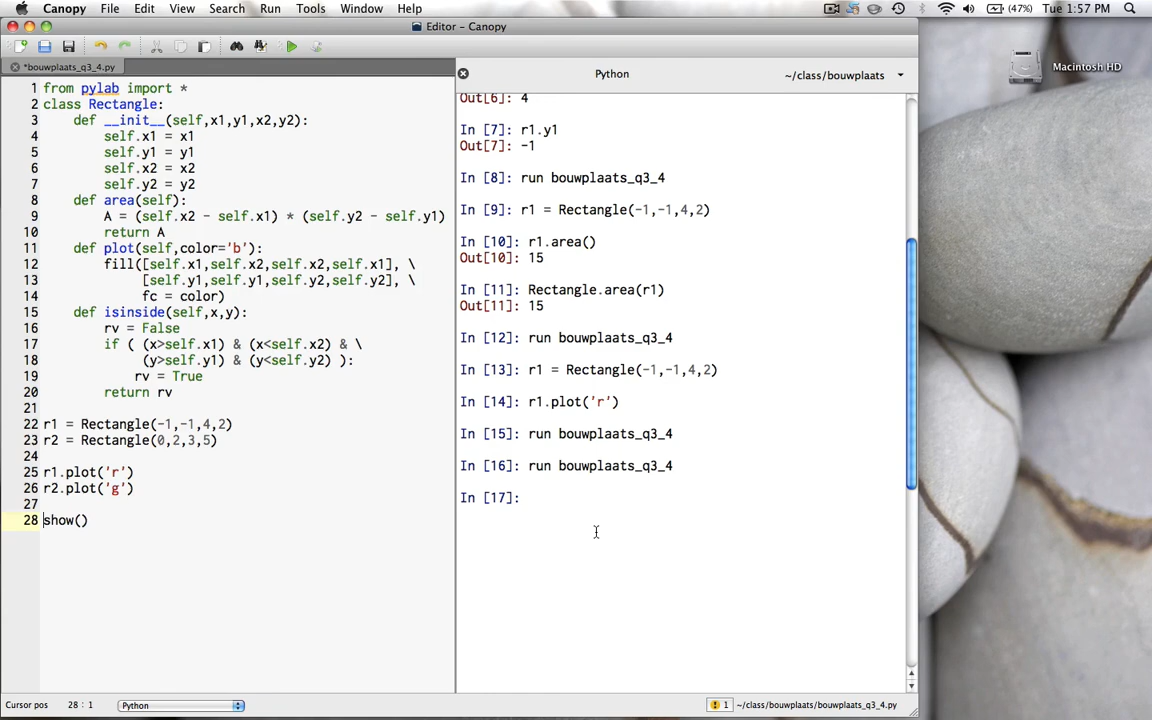 Canopy File Edit View Search Run Tools Window Help (47%) Tue 1:57 PM
Editor - Canopy
*bouwplaats_q3_4.py
1 from pylab import *
2 class Rectangle:
3 def __init__(self,x1,y1,x2,y2):
4 self.x1 = x1
5 self.y1 = y1
6 self.x2 = x2
7 self.y2 = y2
8 def area(self):
9 A = (self.x2 - self.x1) * (self.y2 - self.y1)
10 return A
11 def plot(self,color='b'):
12 fill([self.x1,self.x2,self.x2,self.x1], \
13 [self.y1,self.y1,self.y2,self.y2], \
14 fc = color)
15 def isinside(self,x,y):
16 rv = False
17 if ( (x>self.x1) & (x<self.x2) & \
18 (y>self.y1) & (y<self.y2) ):
19 rv = True
20 return rv
21
22 r1 = Rectangle(-1,-1,4,2)
23 r2 = Rectangle(0,2,3,5)
24
25 r1.plot('r')
26 r2.plot('g')
27
28 show()
Python ~/class/bouwplaats
Out[6]: 4
In [7]: r1.y1
Out[7]: -1
In [8]: run bouwplaats_q3_4
In [9]: r1 = Rectangle(-1,-1,4,2)
In [10]: r1.area()
Out[10]: 15
In [11]: Rectangle.area(r1)
Out[11]: 15
In [12]: run bouwplaats_q3_4
In [13]: r1 = Rectangle(-1,-1,4,2)
In [14]: r1.plot('r')
In [15]: run bouwplaats_q3_4
In [16]: run bouwplaats_q3_4
In [17]:
Macintosh HD
Cursor pos 28 : 1 Python 1 ~/class/bouwplaats/bouwplaats_q3_4.py